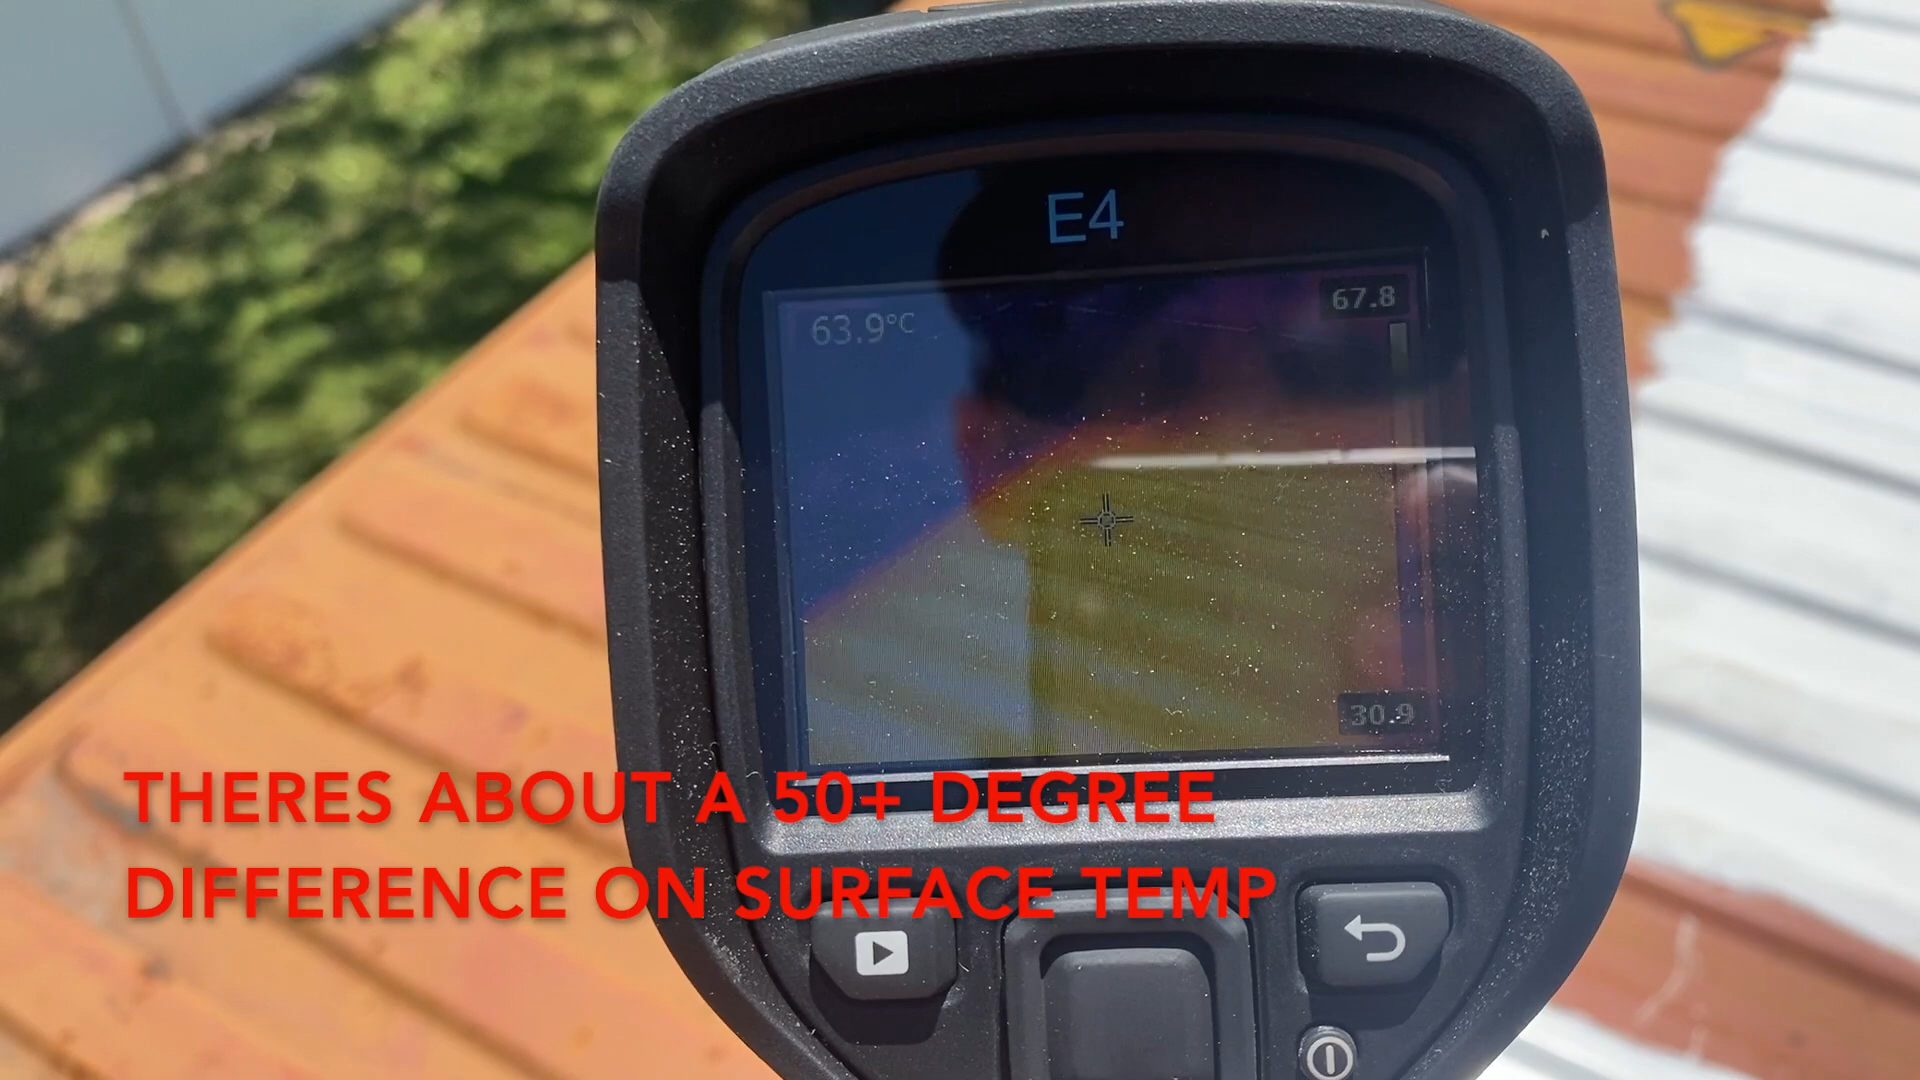 E4
67.8
63.9°C
30.9
THERES ABOUT A 50+ DEGREE
DIFFERENCE ON SURFACE TEMP